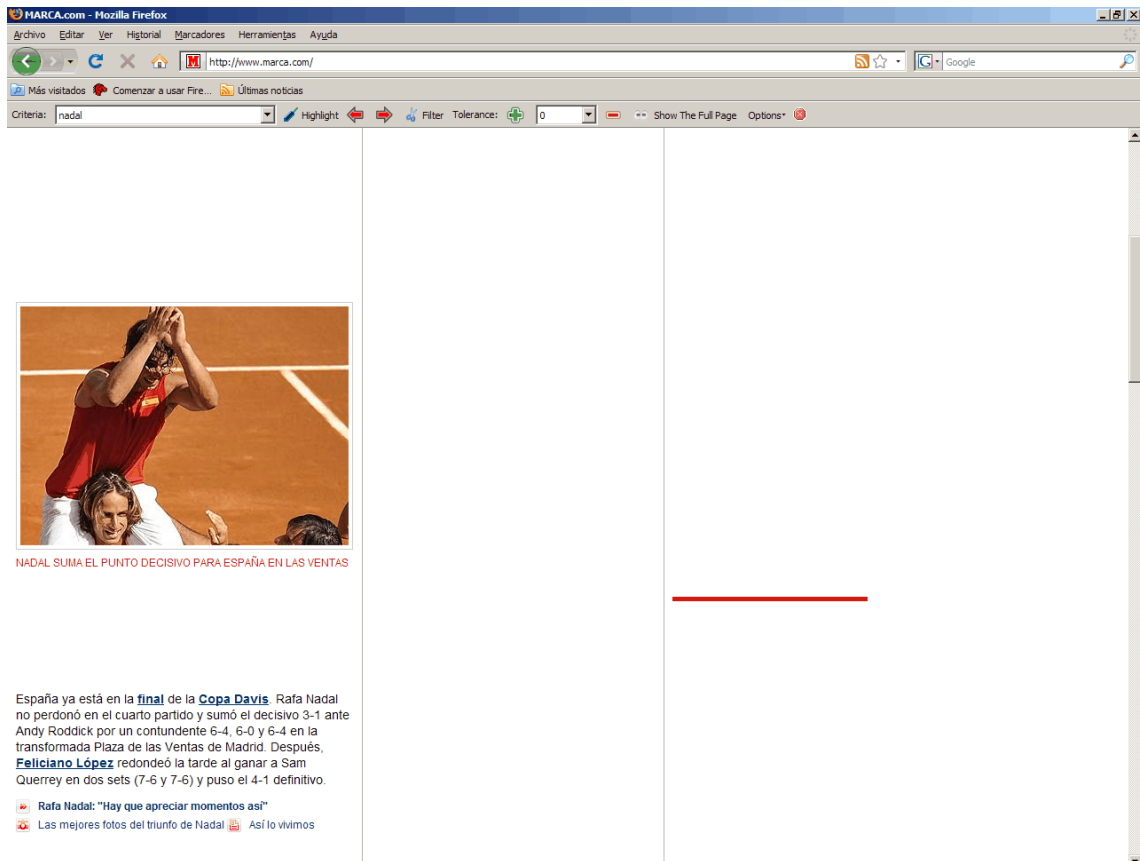 MARCA.com - Mozilla Firefox
Archivo Editar Ver Historial Marcadores Herramientas Ayuda
M http://www.marca.com/ G Google
Más visitados Comenzar a usar Fire... Últimas noticias
Criteria: nadal Highlight Filter Tolerance: 0 Show The Full Page Options
NADAL SUMA EL PUNTO DECISIVO PARA ESPAÑA EN LAS VENTAS
España ya está en la final de la Copa Davis. Rafa Nadal
no perdonó en el cuarto partido y sumó el decisivo 3-1 ante
Andy Roddick por un contundente 6-4, 6-0 y 6-4 en la
transformada Plaza de las Ventas de Madrid. Después,
Feliciano López redondeó la tarde al ganar a Sam
Querrey en dos sets (7-6 y 7-6) y puso el 4-1 definitivo.
Rafa Nadal: "Hay que apreciar momentos así"
Las mejores fotos del triunfo de Nadal Así lo vivimos